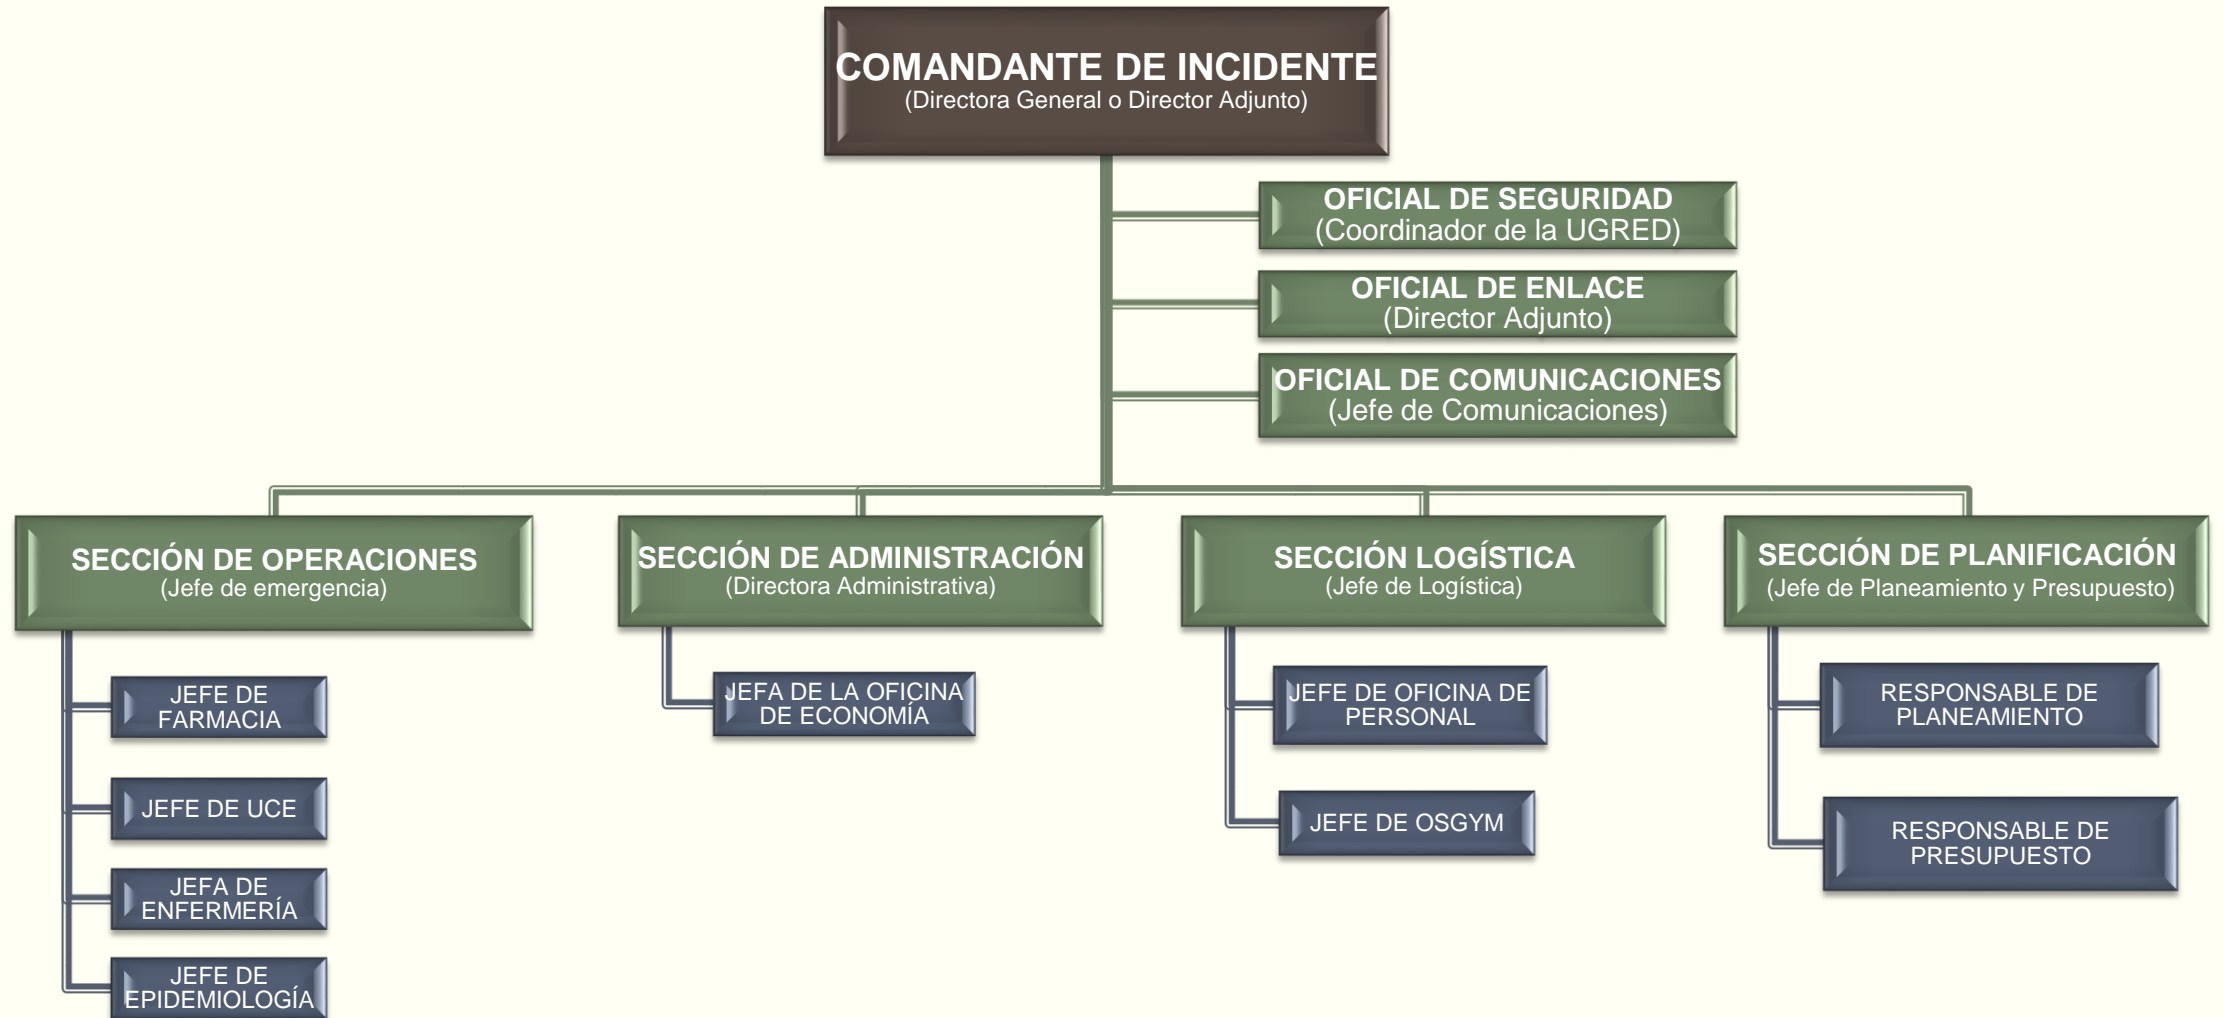 COMANDANTE DE INCIDENTE
(Directora General o Director Adjunto)
OFICIAL DE SEGURIDAD
(Coordinador de la UGRED)
OFICIAL DE ENLACE
(Director Adjunto)
OFICIAL DE COMUNICACIONES
(Jefe de Comunicaciones)
SECCIÓN DE OPERACIONES
(Jefe de emergencia)
JEFE DE
FARMACIA
JEFE DE UCE
JEFA DE
ENFERMERÍA
JEFE DE
EPIDEMIOLOGÍA
SECCIÓN DE ADMINISTRACIÓN
(Directora Administrativa)
JEFA DE LA OFICINA
DE ECONOMÍA
SECCIÓN LOGÍSTICA
(Jefe de Logística)
JEFE DE OFICINA DE
PERSONAL
JEFE DE OSGYM
SECCIÓN DE PLANIFICACIÓN
(Jefe de Planeamiento y Presupuesto)
RESPONSABLE DE
PLANEAMIENTO
RESPONSABLE DE
PRESUPUESTO